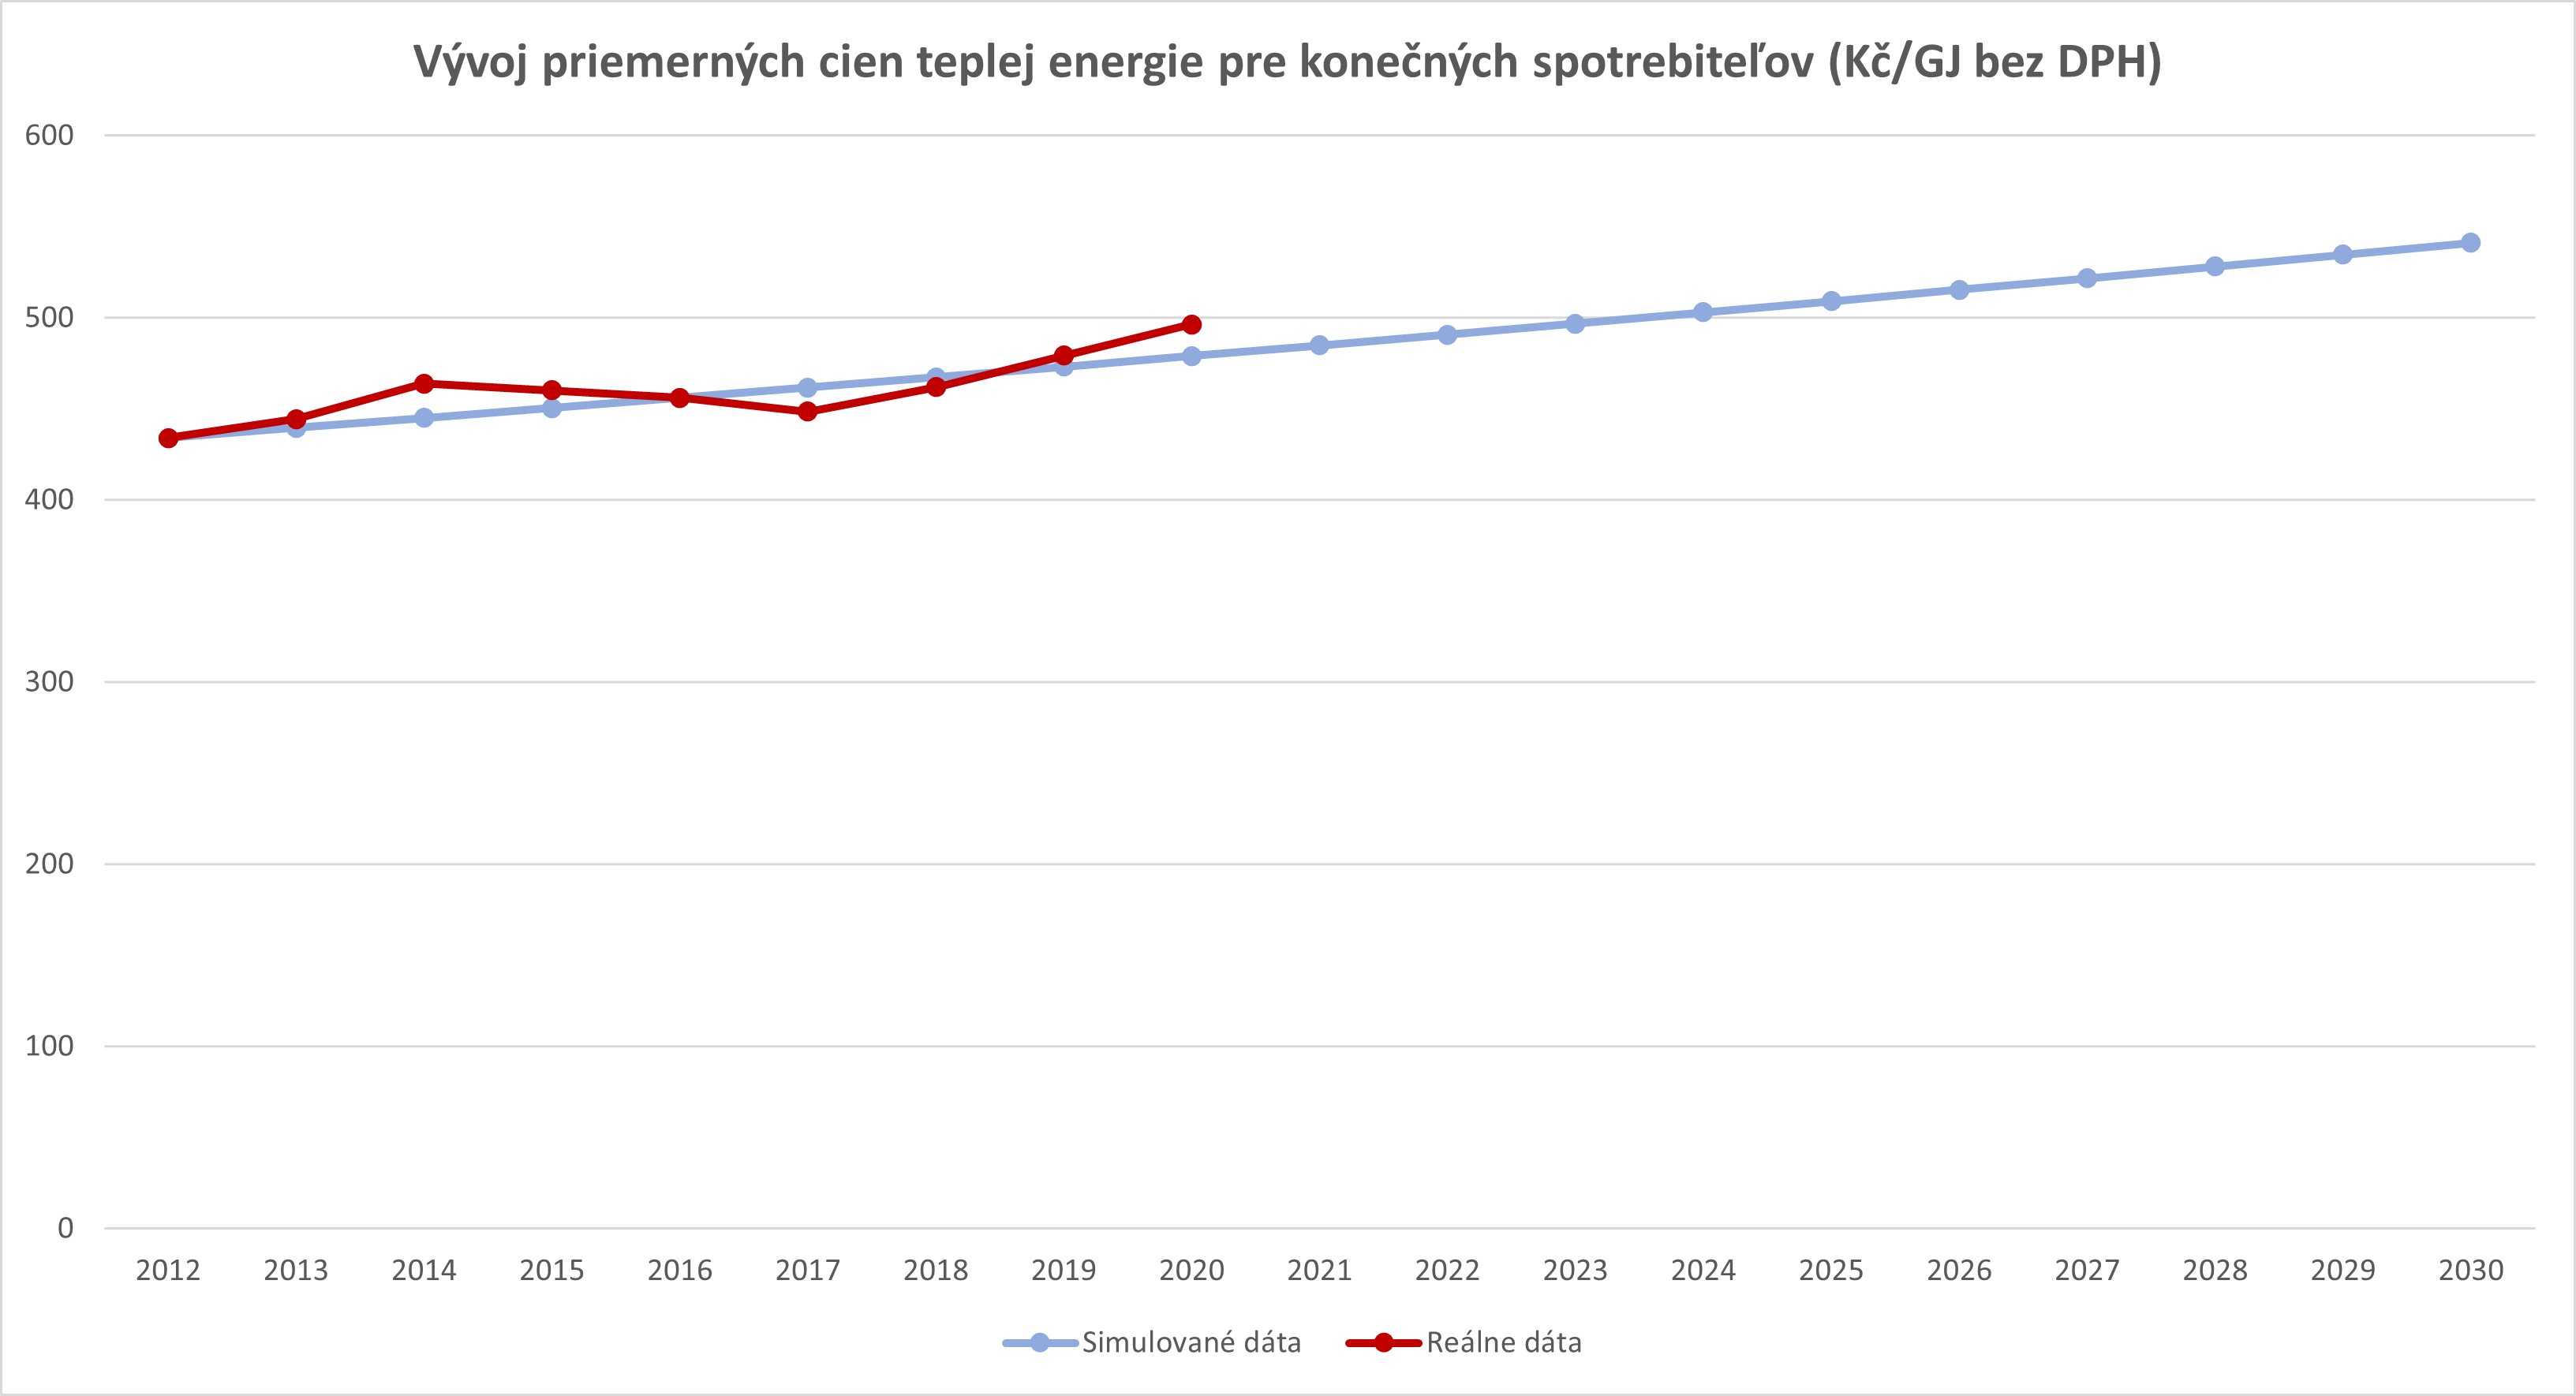 Vývoj priemerných cien teplej energie pre konečných spotrebiteľov (Kč/GJ bez DPH)
600
500
400
300
200
100
0
2012 2013 2014 2015 2016 2017 2018 2019 2020 2021 2022 2023 2024 2025 2026 2027 2028 2029 2030
Simulované dáta Reálne dáta